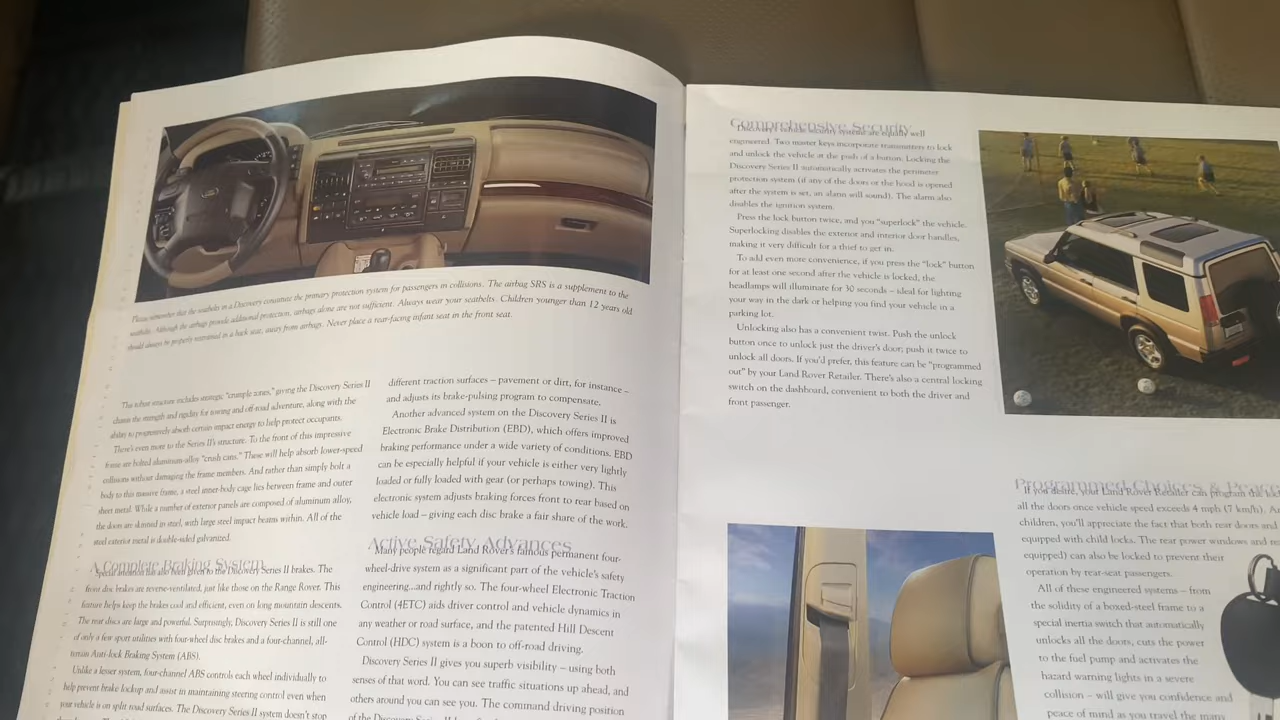 Please remember that the seatbelts in a Discovery constitute the primary protection system for passengers in collisions. The airbag SRS is a supplement to the
seatbelts. Although the airbags provide additional protection, airbags alone are not sufficient. Always wear your seatbelts. Children younger than 12 years old
should always be properly restrained in a back seat, away from airbags. Never place a rear-facing infant seat in the front seat.
This robust structure includes strategic "crumple zones," giving the Discovery Series II
chassis the strength and rigidity for towing and off-road adventure, along with the
ability to progressively absorb certain impact energy to help protect occupants.
There's even more to the Series II's structure. To the front of this impressive
frame are bolted aluminum-alloy "crush cans." These will help absorb lower-speed
collisions without damaging the frame members. And rather than simply bolt a
body to this massive frame, a steel inner-body cage lies between frame and outer
sheet metal. While a number of exterior panels are composed of aluminum alloy,
the doors are skinned in steel, with large steel impact beams within. All of the
steel exterior metal is double-sided galvanized.
A Complete Braking System
Special attention has also been given to the Discovery Series II brakes. The
front disc brakes are reverse-ventilated, just like those on the Range Rover. This
feature helps keep the brakes cool and efficient, even on long mountain descents.
The rear discs are large and powerful. Surprisingly, Discovery Series II is still one
of only a few sport utilities with four-wheel disc brakes and a four-channel, all-
terrain Anti-lock Braking System (ABS).
Unlike a lesser system, four-channel ABS controls each wheel individually to
help prevent brake lockup and assist in maintaining steering control even when
your vehicle is on split road surfaces. The Discovery Series II system doesn't stop
different traction surfaces – pavement or dirt, for instance –
and adjusts its brake-pulsing program to compensate.
Another advanced system on the Discovery Series II is
Electronic Brake Distribution (EBD), which offers improved
braking performance under a wide variety of conditions. EBD
can be especially helpful if your vehicle is either very lightly
loaded or fully loaded with gear (or perhaps towing). This
electronic system adjusts braking forces front to rear based on
vehicle load – giving each disc brake a fair share of the work.
Active Safety Advances
Many people regard Land Rover's famous permanent four-
wheel-drive system as a significant part of the vehicle's safety
engineering...and rightly so. The four-wheel Electronic Traction
Control (4ETC) aids driver control and vehicle dynamics in
any weather or road surface, and the patented Hill Descent
Control (HDC) system is a boon to off-road driving.
Discovery Series II gives you superb visibility – using both
senses of that word. You can see traffic situations up ahead, and
others around you can see you. The command driving position
of the Discovery Series II
Comprehensive Security
Discovery's vehicle security systems are equally well
engineered. Two master keys incorporate transmitters to lock
and unlock the vehicle at the push of a button. Locking the
Discovery Series II automatically activates the perimeter
protection system (if any of the doors or the hood is opened
after the system is set, an alarm will sound). The alarm also
disables the ignition system.
Press the lock button twice, and you "superlock" the vehicle.
Superlocking disables the exterior and interior door handles,
making it very difficult for a thief to get in.
To add even more convenience, if you press the "lock" button
for at least one second after the vehicle is locked, the
headlamps will illuminate for 30 seconds – ideal for lighting
your way in the dark or helping you find your vehicle in a
parking lot.
Unlocking also has a convenient twist. Push the unlock
button once to unlock just the driver's door; push it twice to
unlock all doors. If you'd prefer, this feature can be "programmed
out" by your Land Rover Retailer. There's also a central locking
switch on the dashboard, convenient to both the driver and
front passenger.
Programmed Choices & Peace
If you desire, your Land Rover Retailer can program the
all the doors once vehicle speed exceeds 4 mph (7 km/h).
children, you'll appreciate the fact that both rear doors and
equipped with child locks. The rear power windows and
equipped) can also be locked to prevent their
operation by rear-seat passengers.
All of these engineered systems – from
the solidity of a boxed-steel frame to a
special inertia switch that automatically
unlocks all the doors, cuts the power
to the fuel pump and activates the
hazard warning lights in a severe
collision – will give you confidence and
peace of mind as you travel the many